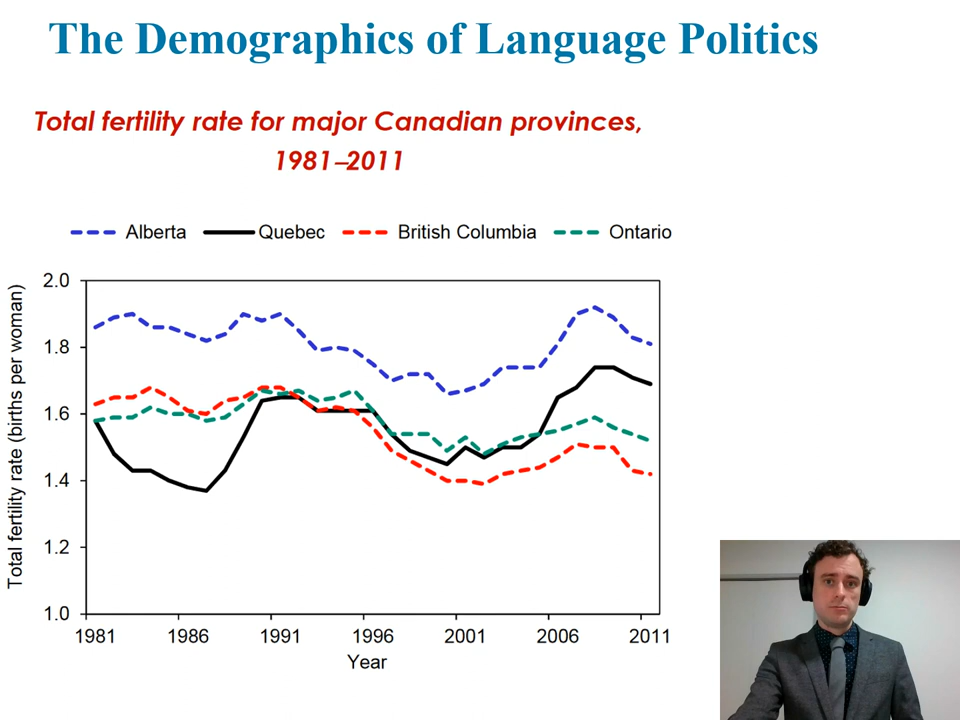 The Demographics of Language Politics
Total fertility rate for major Canadian provinces,
1981–2011
Alberta Quebec British Columbia Ontario
Total fertility rate (births per woman)
2.0
1.8
1.6
1.4
1.2
1.0
1981 1986 1991 1996 2001 2006 2011
Year